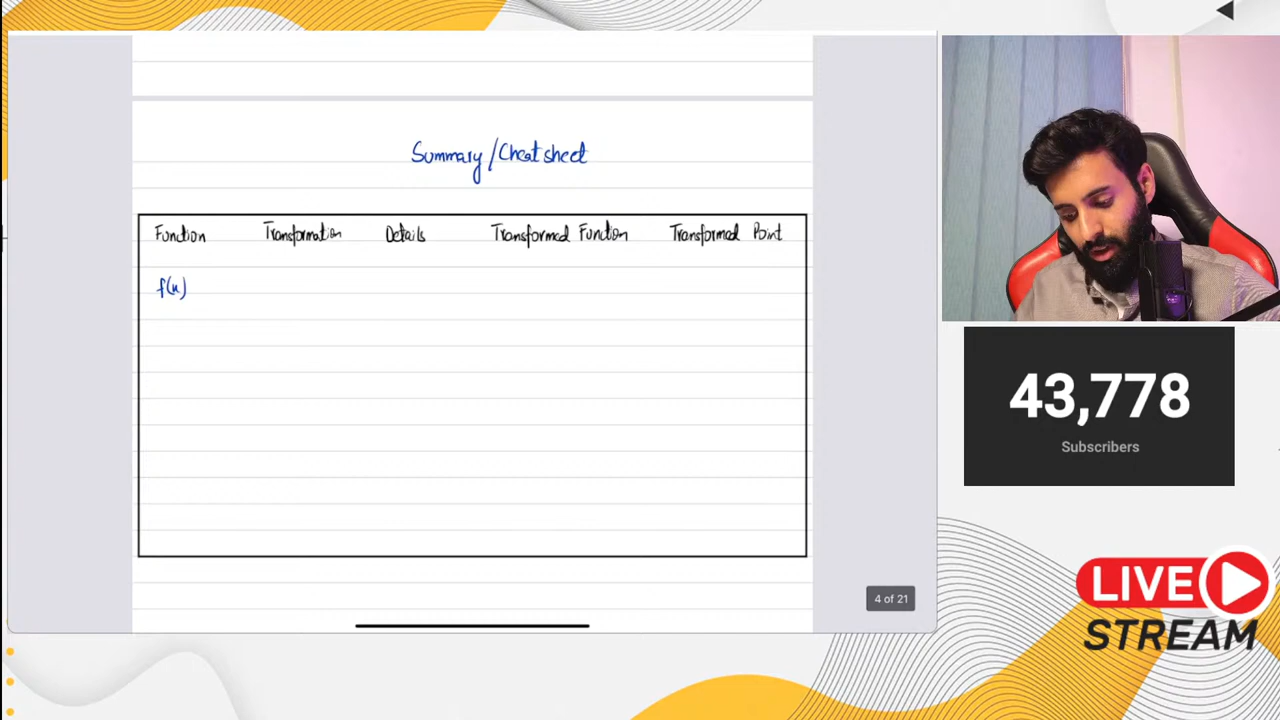 Summary/Cheat sheet
Function Transformation Details Transformed Function Transformed Point
f(x)
4 of 21
43,778
Subscribers
LIVE
STREAM